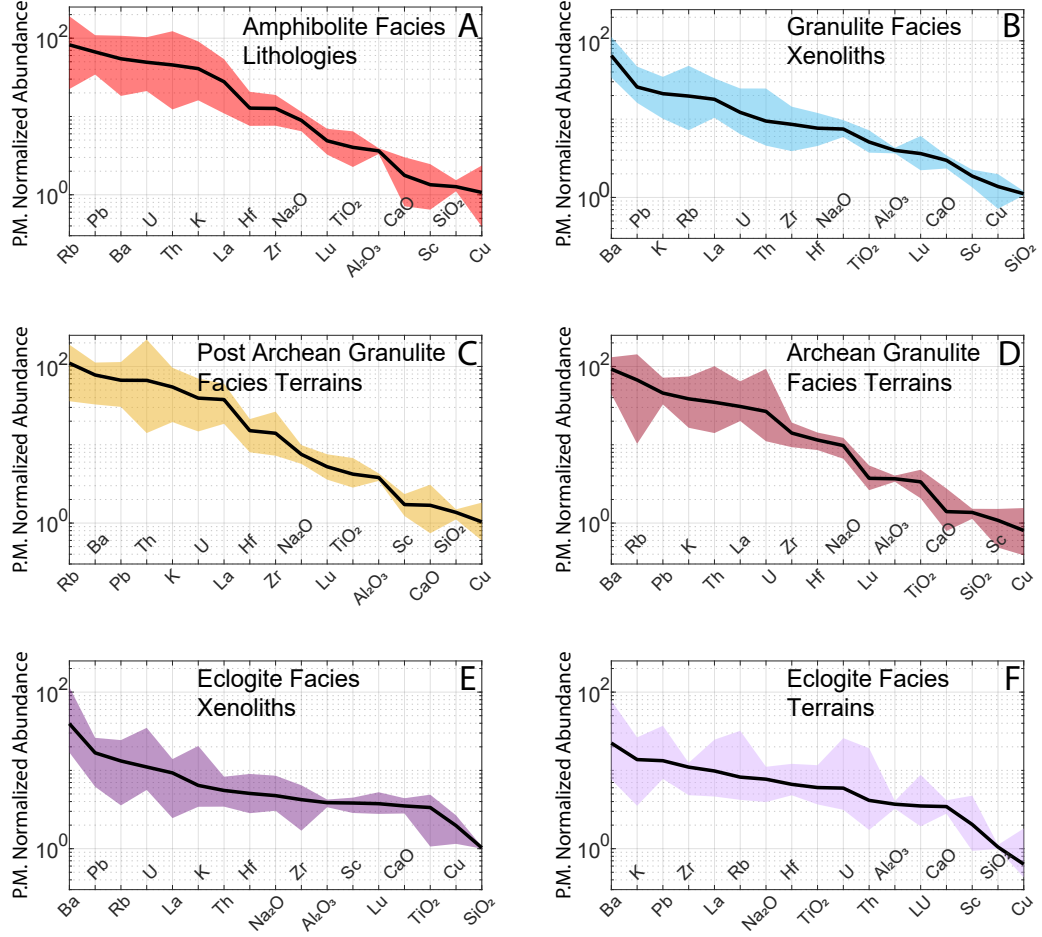 Amphibolite Facies
Lithologies
A
P.M. Normalized Abundance
10²
10⁰
Pb U K Hf Na₂O TiO₂ CaO SiO₂
Rb Ba Th La Zr Lu Al₂O₃ Sc Cu
Granulite Facies
Xenoliths
B
P.M. Normalized Abundance
10²
10⁰
Pb Rb U Zr Na₂O Al₂O₃ CaO Cu
Ba K La Th Hf TiO₂ Lu Sc SiO₂
Post Archean Granulite
Facies Terrains
C
P.M. Normalized Abundance
10²
10⁰
Ba Th U Hf Na₂O TiO₂ Sc SiO₂
Rb Pb K La Zr Lu Al₂O₃ CaO Cu
Archean Granulite
Facies Terrains
D
P.M. Normalized Abundance
10²
10⁰
Rb K La Zr Na₂O Al₂O₃ CaO Sc
Ba Pb Th U Hf Lu TiO₂ SiO₂ Cu
Eclogite Facies
Xenoliths
E
P.M. Normalized Abundance
10²
10⁰
Pb U K Hf Zr Sc CaO Cu
Ba Rb La Th Na₂O Al₂O₃ Lu TiO₂ SiO₂
Eclogite Facies
Terrains
F
P.M. Normalized Abundance
10²
10⁰
K Zr Rb Hf U Al₂O₃ CaO SiO₂
Ba Pb La Na₂O TiO₂ Th LU Sc Cu